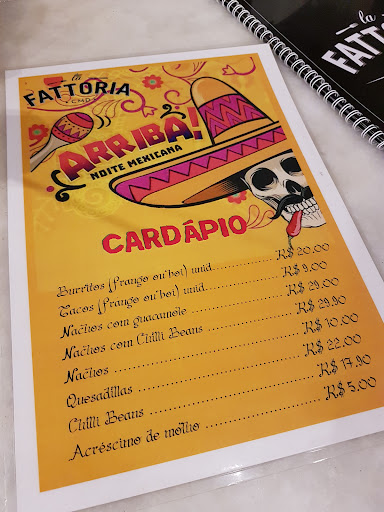 la
FATTORIA
CMD
ARRIBA!
NOITE MEXICANA
CARDÁPIO
Burritos (frango ou boi) unid............... R$ 20,00
Tacos (frango ou boi) unid............... R$ 9,00
Nachos com guacamole ............... R$ 29,00
Nachos com Chilli Beans ............... R$ 29,90
Nachos ............... R$ 10,00
Quesadillas ............... R$ 22,00
Chilli Beans ............... R$ 17,90
Acréscimo de molho ............... R$ 5,00
la
FATT